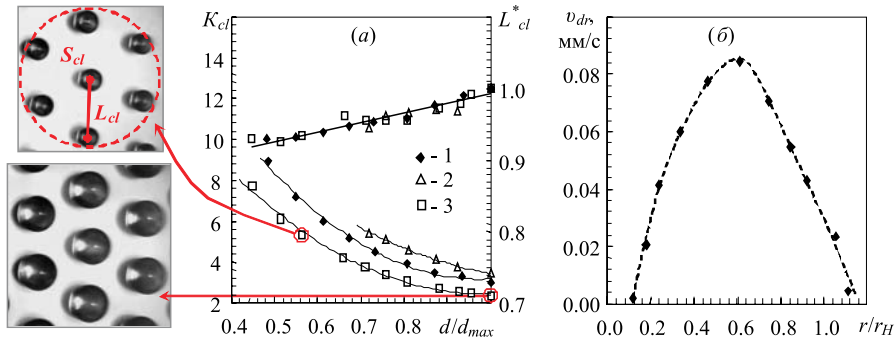 S_cl
L_cl
K_cl
(a)
L*_cl
14
12
10
8
6
4
2
1.0
0.9
0.8
0.7
- 1
- 2
- 3
0.4 0.5 0.6 0.7 0.8 d/d_max
υ_dr,
мм/с
(б)
0.08
0.06
0.04
0.02
0.00
0.0 0.2 0.4 0.6 0.8 1.0 r/r_H